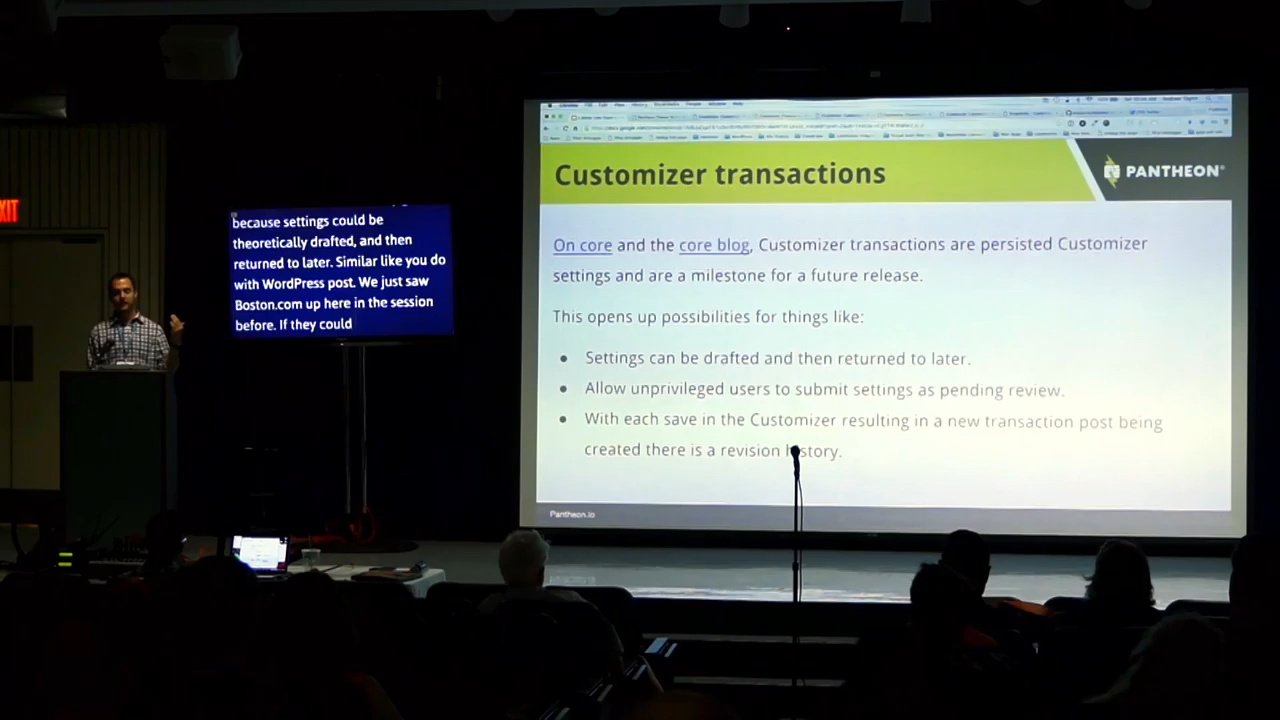 EXIT
because settings could be
theoretically drafted, and then
returned to later. Similar like you do
with WordPress post. We just saw
Boston.com up here in the session
before. If they could
Customizer transactions
PANTHEON
On core and the core blog, Customizer transactions are persisted Customizer
settings and are a milestone for a future release.
This opens up possibilities for things like:
Settings can be drafted and then returned to later.
Allow unprivileged users to submit settings as pending review.
With each save in the Customizer resulting in a new transaction post being
created there is a revision history.
Pantheon.io